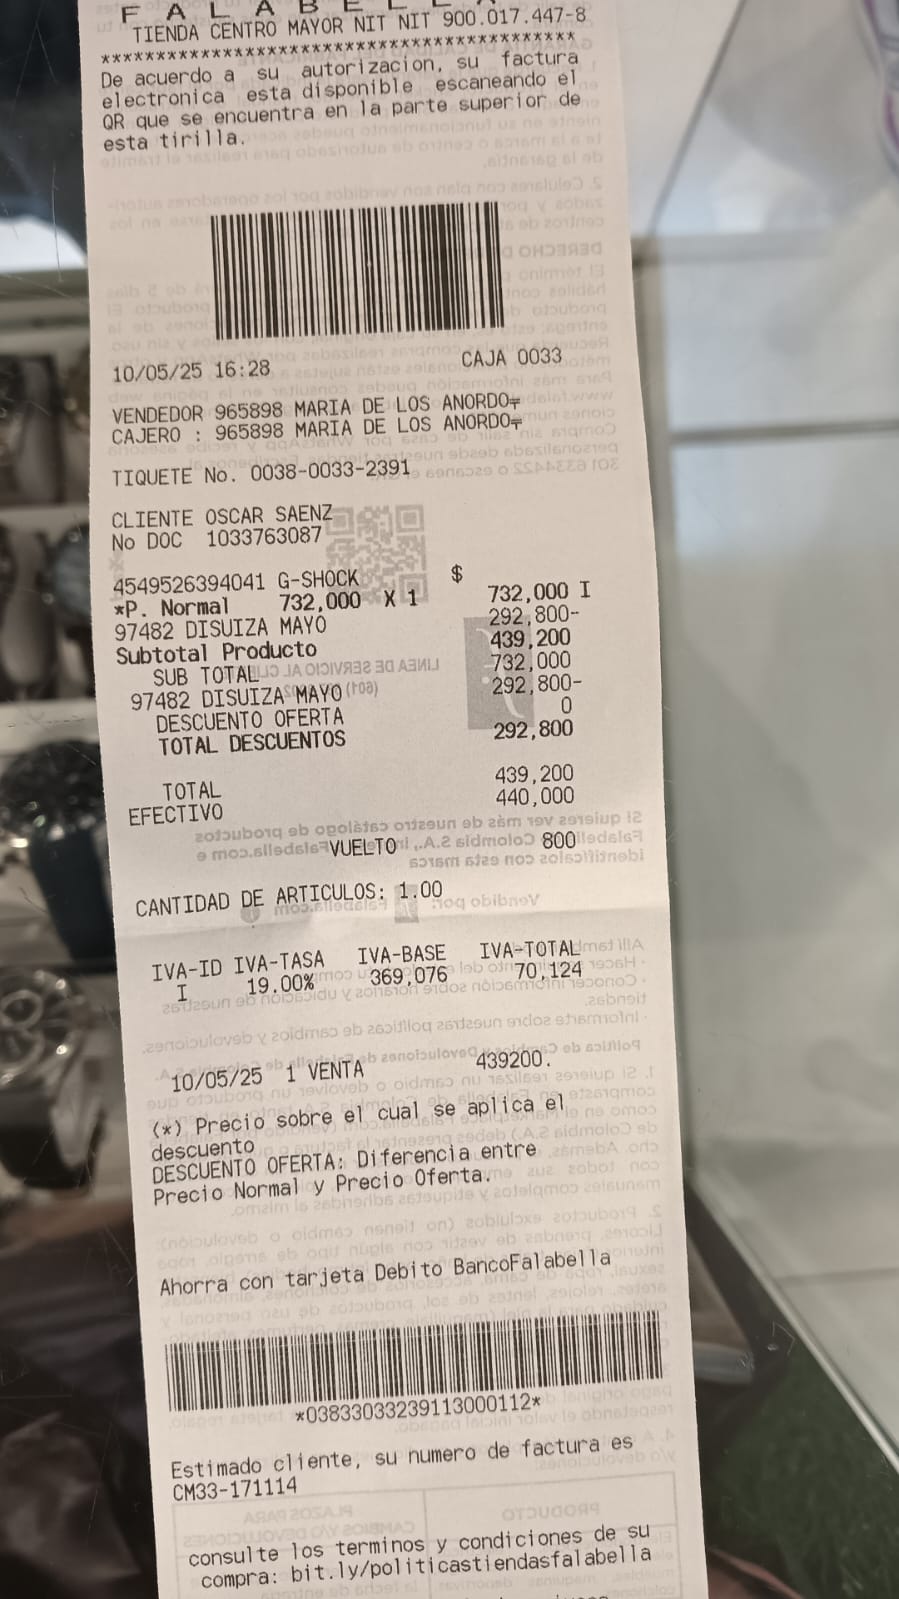 FALABELLA
TIENDA CENTRO MAYOR NIT NIT 900.017.447-8
*******************************************
De acuerdo a su autorizacion, su factura
electronica esta disponible escaneando el
QR que se encuentra en la parte superior de
esta tirilla.
10/05/25 16:28 CAJA 0033
VENDEDOR 965898 MARIA DE LOS ANORDO
CAJERO : 965898 MARIA DE LOS ANORDO
TIQUETE No. 0038-0033-2391
CLIENTE OSCAR SAENZ
No DOC 1033763087
4549526394041 G-SHOCK $
*P. Normal 732,000 X 1 732,000 I
97482 DISUIZA MAYO 292,800-
Subtotal Producto 439,200
SUB TOTAL 732,000
97482 DISUIZA MAYO 292,800-
DESCUENTO OFERTA 0
TOTAL DESCUENTOS 292,800
TOTAL 439,200
EFECTIVO 440,000
VUELTO 800
CANTIDAD DE ARTICULOS: 1.00
IVA-ID IVA-TASA IVA-BASE IVA-TOTAL
I 19.00% 369,076 70,124
10/05/25 1 VENTA 439200.
(*) Precio sobre el cual se aplica el
descuento
DESCUENTO OFERTA: Diferencia entre
Precio Normal y Precio Oferta.
Ahorra con tarjeta Debito BancoFalabella
*03833033239113000112*
Estimado cliente, su numero de factura es
CM33-171114
consulte los terminos y condiciones de su
compra: bit.ly/politicastiendasfalabella